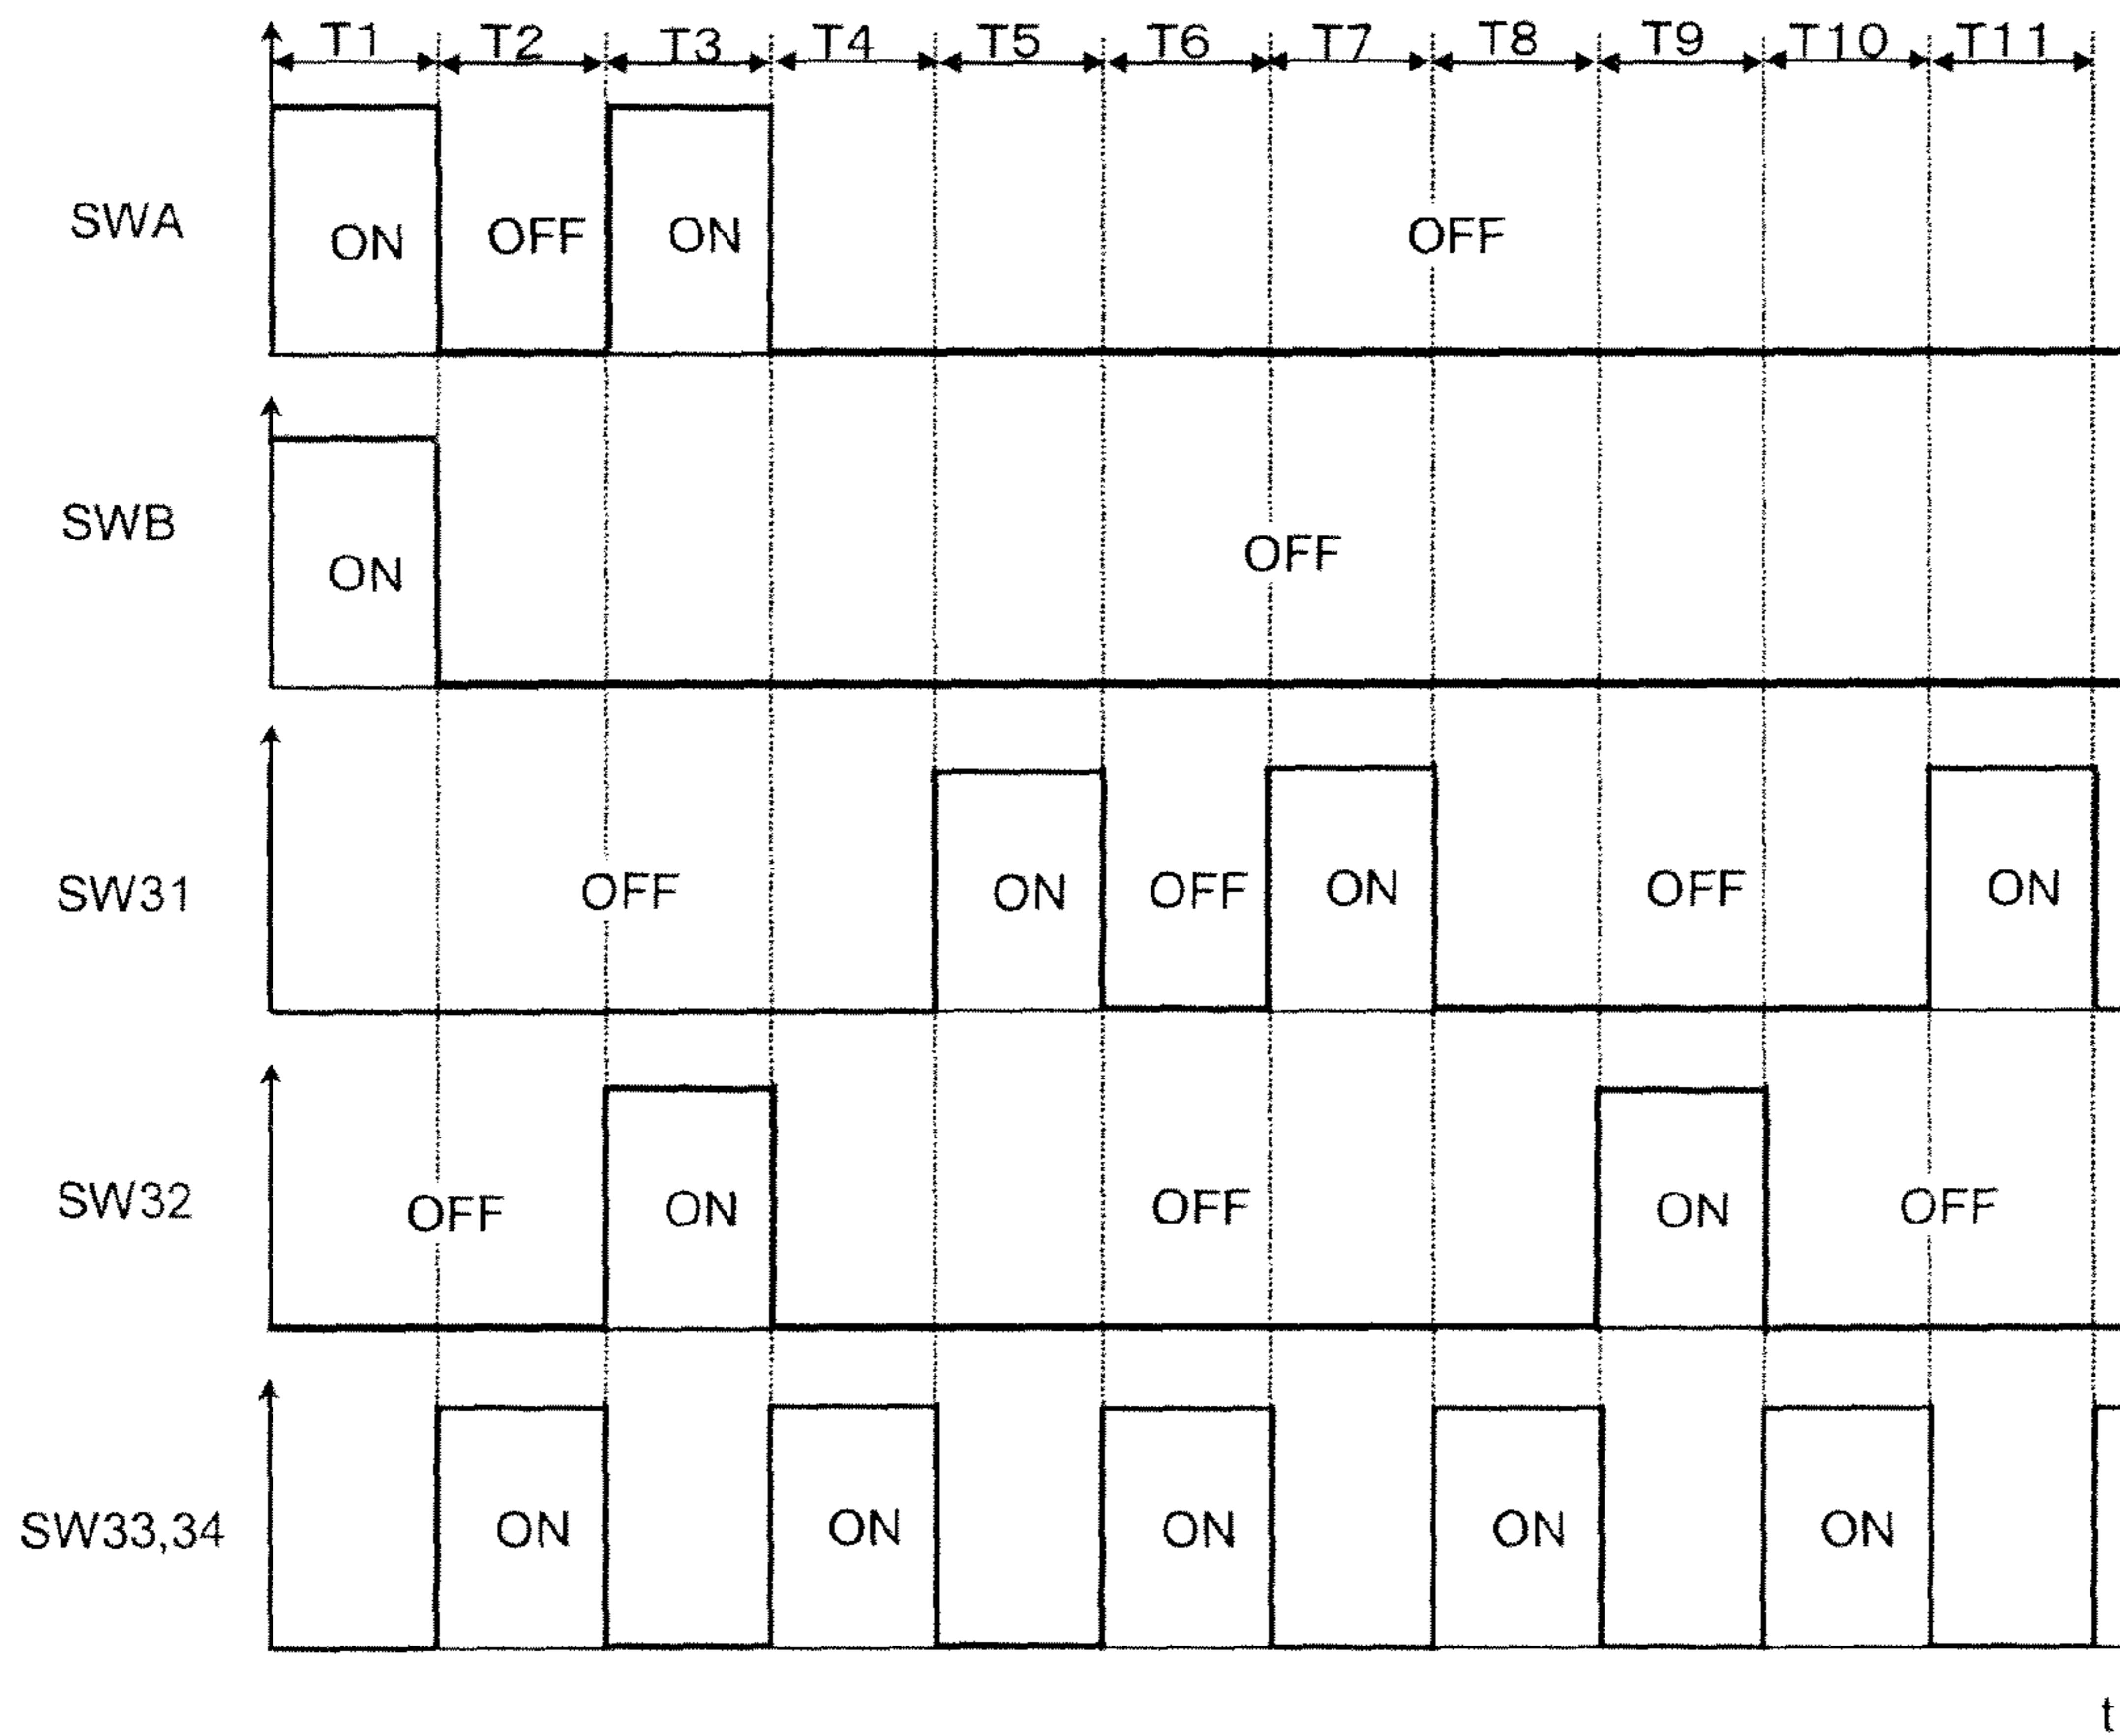 T1 T2 T3 T4 T5 T6 T7 T8 T9 T10 T11
SWA ON OFF ON OFF
SWB ON OFF
SW31 OFF ON OFF ON OFF ON
SW32 OFF ON OFF ON OFF
SW33,34 ON ON ON ON ON
t